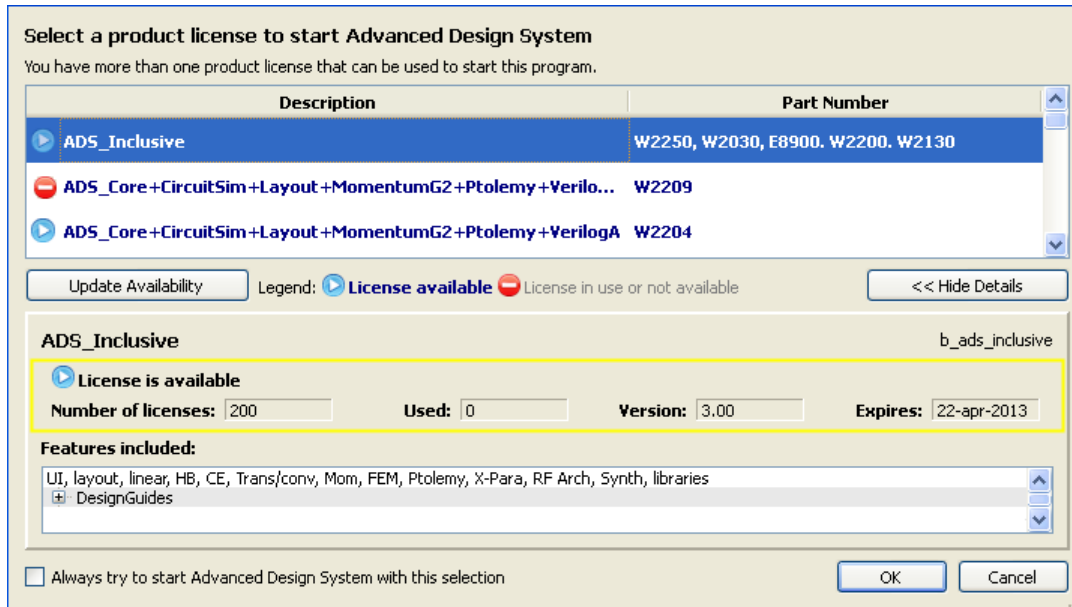 Select a product license to start Advanced Design System
You have more than one product license that can be used to start this program.
Description Part Number
ADS_Inclusive W2250, W2030, E8900. W2200. W2130
ADS_Core+CircuitSim+Layout+MomentumG2+Ptolemy+Verilo... W2209
ADS_Core+CircuitSim+Layout+MomentumG2+Ptolemy+VerilogA W2204
Update Availability Legend: License available License in use or not available << Hide Details
ADS_Inclusive b_ads_inclusive
License is available
Number of licenses: 200 Used: 0 Version: 3.00 Expires: 22-apr-2013
Features included:
UI, layout, linear, HB, CE, Trans/conv, Mom, FEM, Ptolemy, X-Para, RF Arch, Synth, libraries
DesignGuides
Always try to start Advanced Design System with this selection OK Cancel